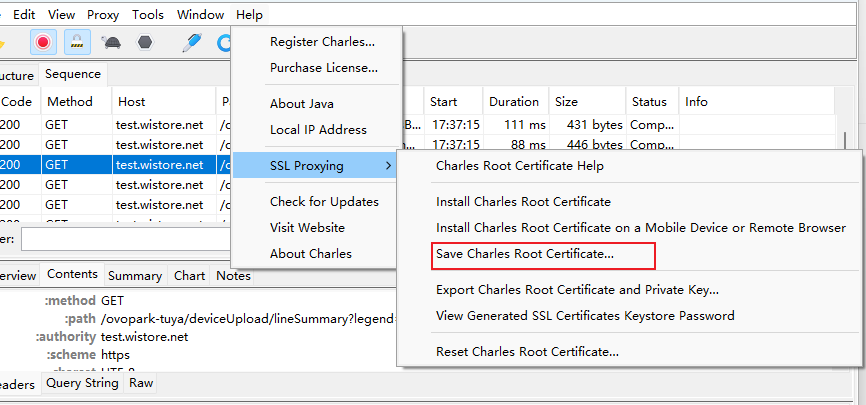 Edit View Proxy Tools Window Help
Register Charles...
Purchase License...
About Java
Local IP Address
SSL Proxying
Check for Updates
Visit Website
About Charles
Charles Root Certificate Help
Install Charles Root Certificate
Install Charles Root Certificate on a Mobile Device or Remote Browser
Save Charles Root Certificate...
Export Charles Root Certificate and Private Key...
View Generated SSL Certificates Keystore Password
Reset Charles Root Certificate...
ucture Sequence
Code Method Host Start Duration Size Status Info
200 GET test.wistore.net /c B... 17:37:15 111 ms 431 bytes Comp...
200 GET test.wistore.net /c 17:37:15 88 ms 446 bytes Comp...
200 GET test.wistore.net /c
200 GET test.wistore.net /c
200 GET test.wistore.net /c
er:
erview Contents Summary Chart Notes
:method GET
:path /ovopark-tuya/deviceUpload/lineSummary?legend=
:authority test.wistore.net
:scheme https
eaders Query String Raw